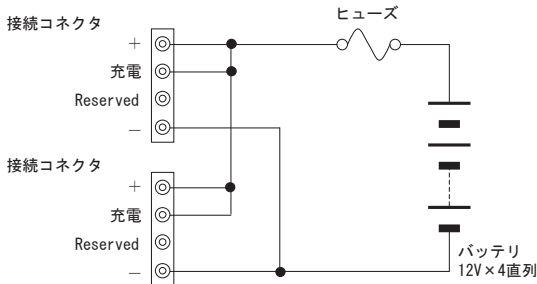 接続コネクタ
ヒューズ
＋
充電
Reserved
－
接続コネクタ
＋
充電
Reserved
－
バッテリ
12V×4直列